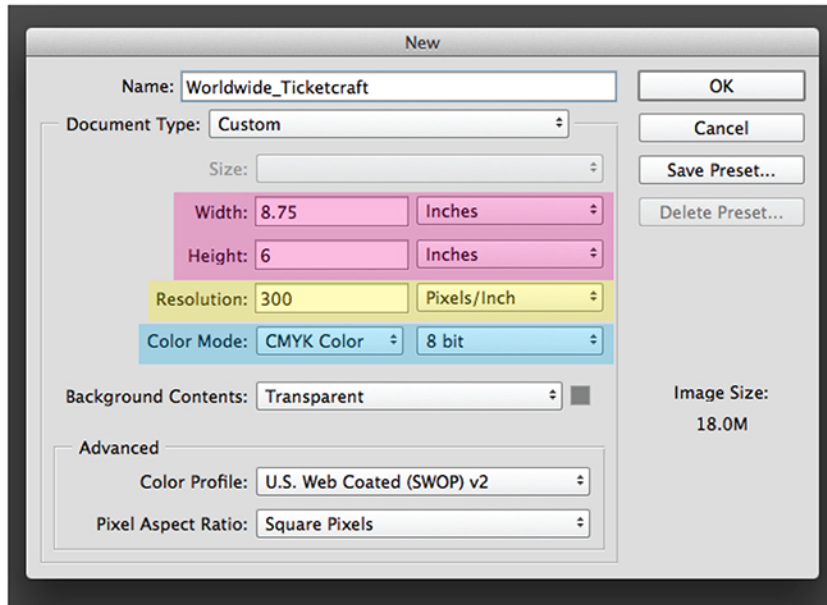 New
Name: Worldwide_Ticketcraft
OK
Document Type: Custom
Cancel
Size:
Save Preset...
Width: 8.75 Inches
Delete Preset...
Height: 6 Inches
Resolution: 300 Pixels/Inch
Color Mode: CMYK Color 8 bit
Background Contents: Transparent
Image Size:
18.0M
Advanced
Color Profile: U.S. Web Coated (SWOP) v2
Pixel Aspect Ratio: Square Pixels